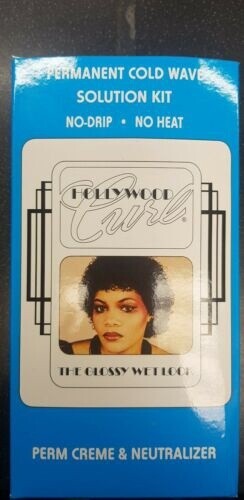 PERMANENT COLD WAVE
SOLUTION KIT
NO-DRIP • NO HEAT
HOLLYWOOD
Curl®
THE GLOSSY WET LOOK
PERM CREME & NEUTRALIZER